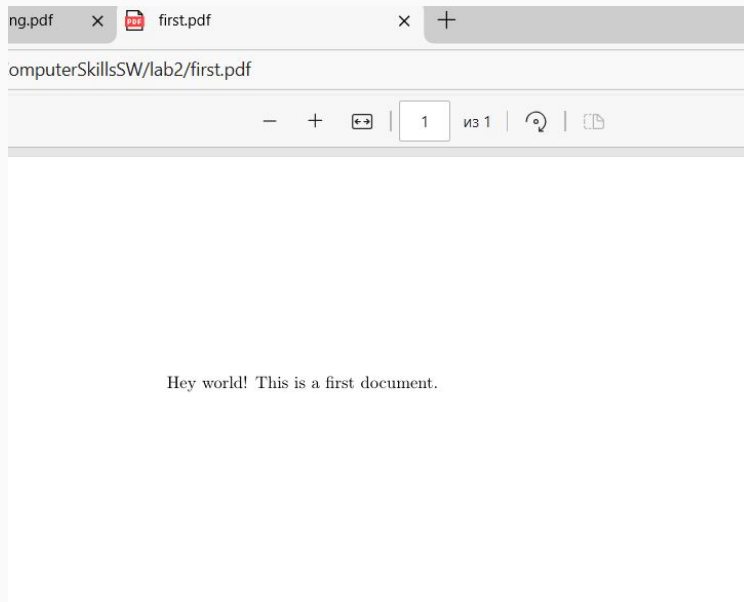 ng.pdf
first.pdf
omputerSkillsSW/lab2/first.pdf
1 из 1
Hey world! This is a first document.